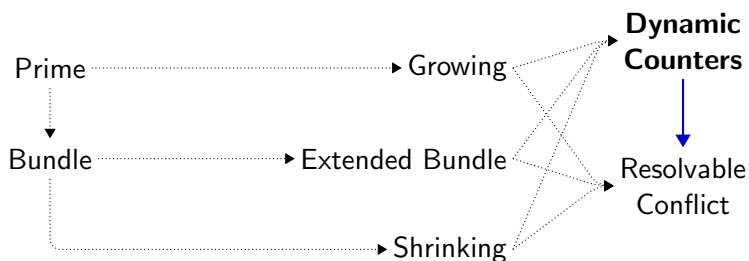 Dynamic
Counters
Prime
Growing
Bundle
Extended Bundle
Resolvable
Conflict
Shrinking